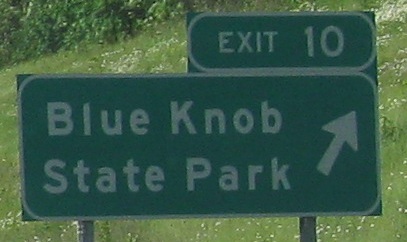 EXIT 10
Blue Knob
State Park